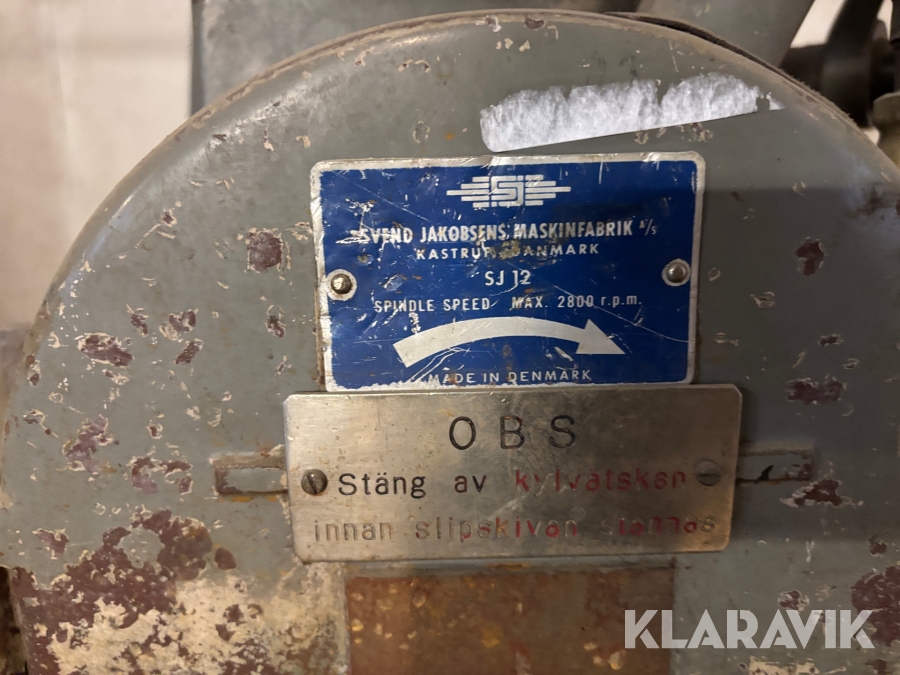 SJ
SVEND JAKOBSENS MASKINFABRIK A/S
KASTRUP DANMARK
SJ 12
SPINDLE SPEED MAX. 2800 r.p.m.
MADE IN DENMARK
OBS
Stäng av kylvätskan
innan slipskivan stannas
KLARAVIK